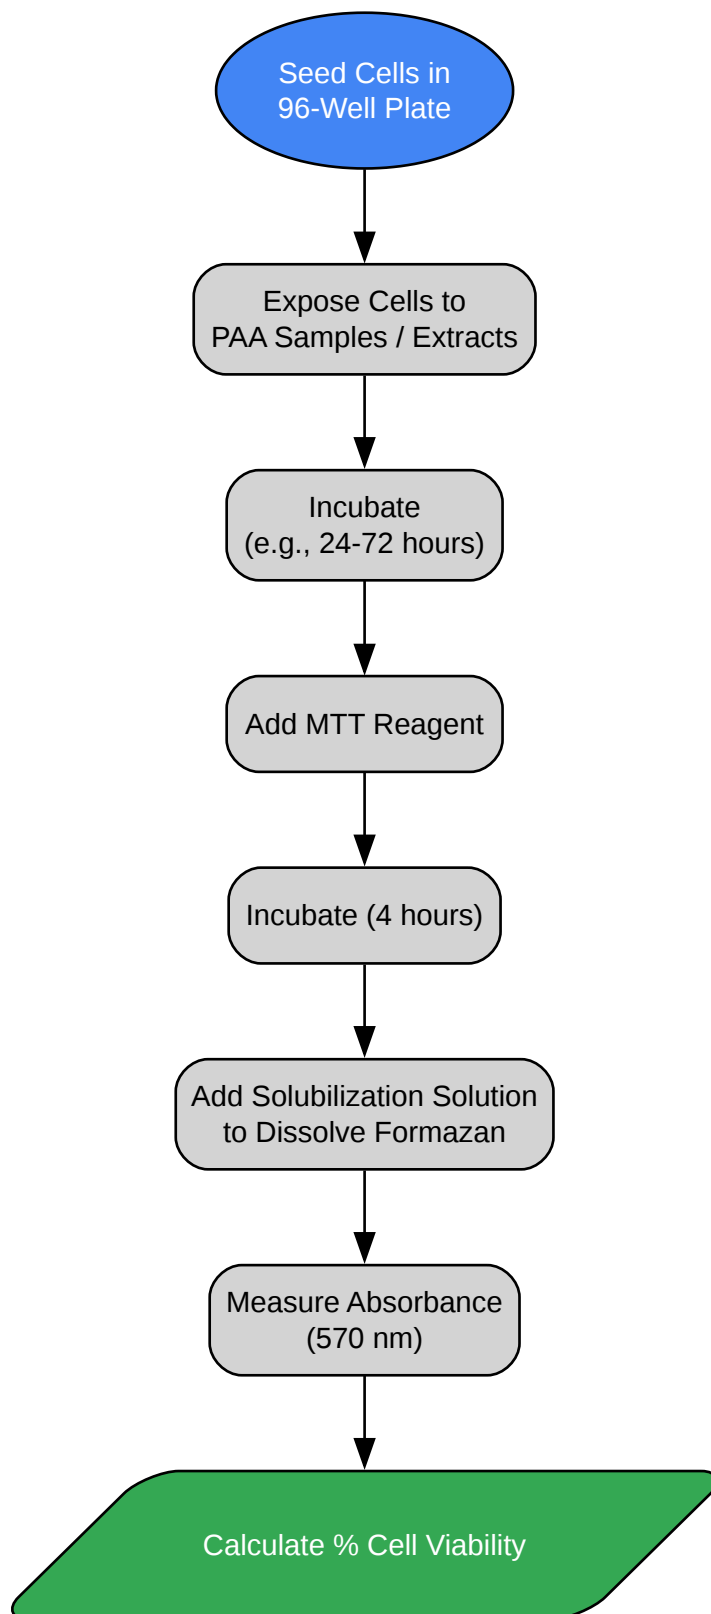 Seed Cells in
96-Well Plate
Expose Cells to
PAA Samples / Extracts
Incubate
(e.g., 24-72 hours)
Add MTT Reagent
Incubate (4 hours)
Add Solubilization Solution
to Dissolve Formazan
Measure Absorbance
(570 nm)
Calculate % Cell Viability